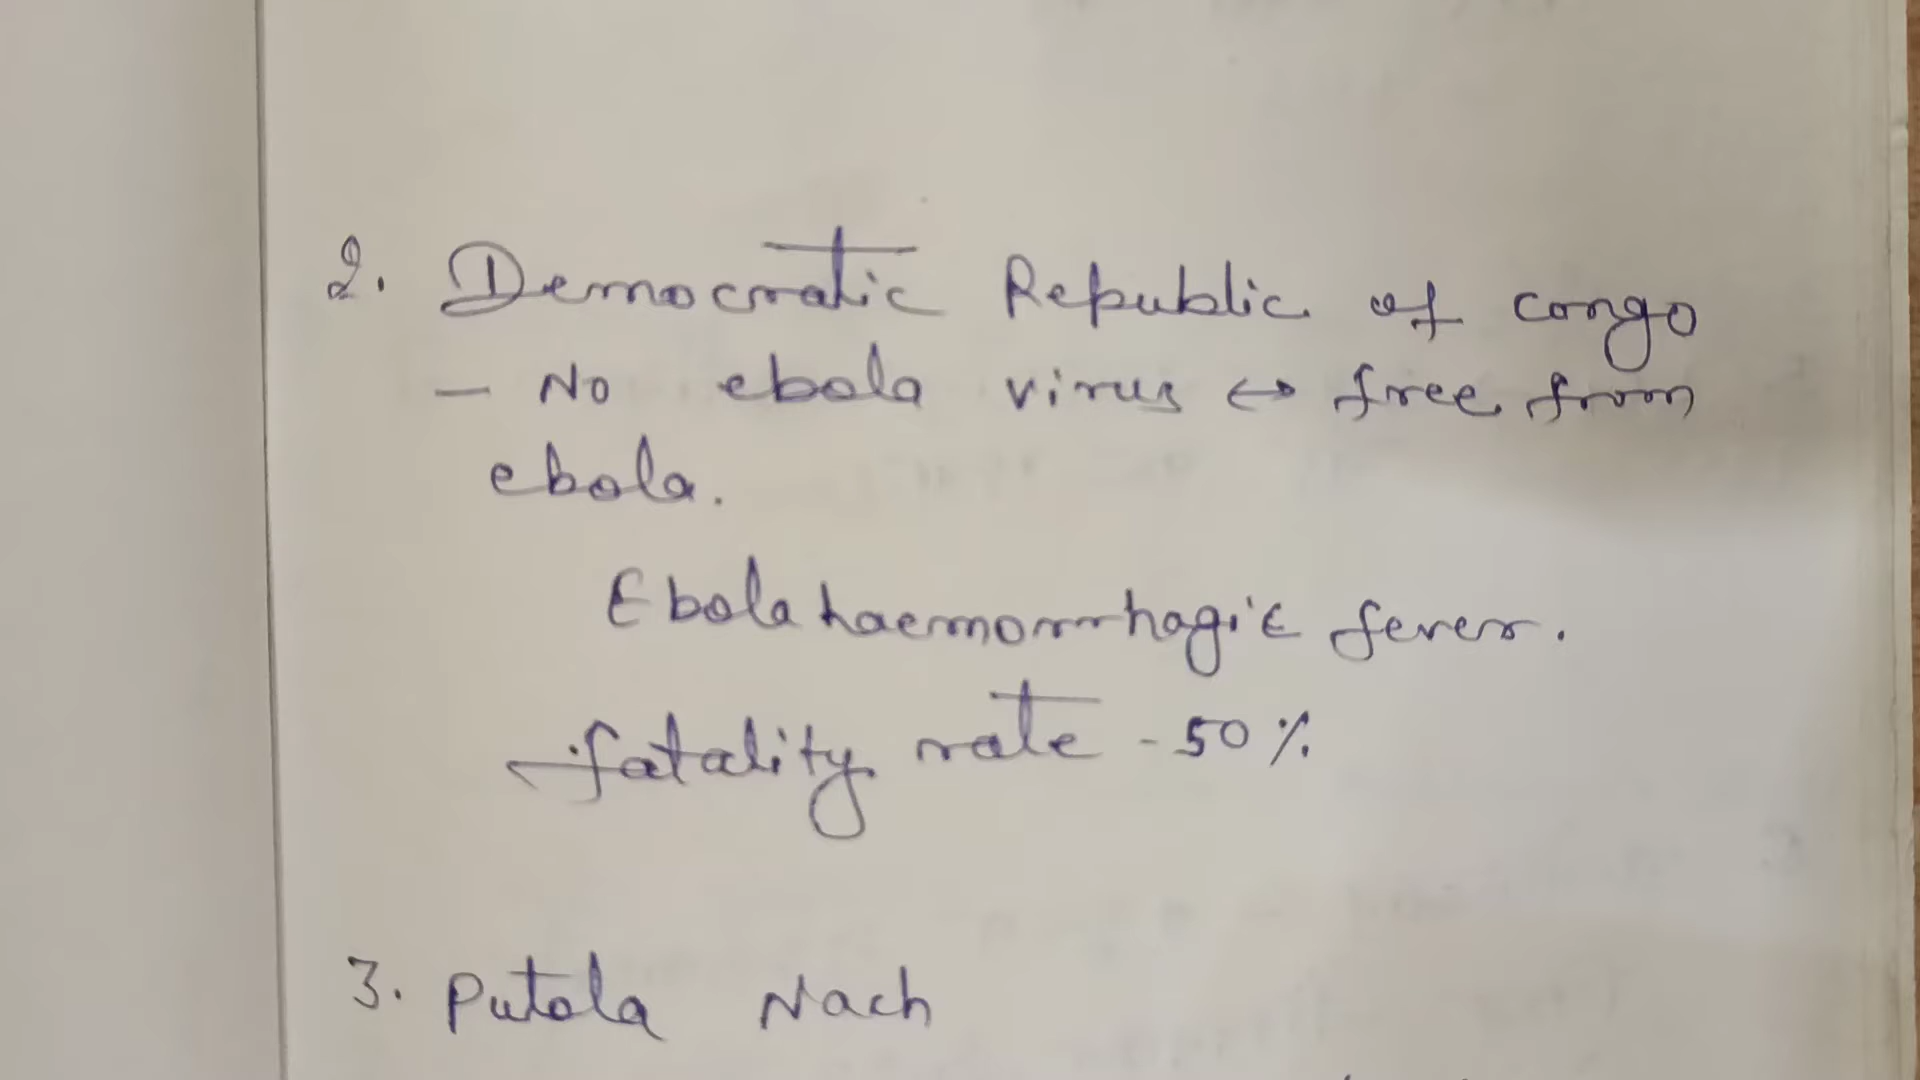 2. Democratic Republic of congo
- No ebola virus ↔ free from
ebola.
Ebola haemorrhagic fever.
fatality rate - 50%
3. Putola Nach